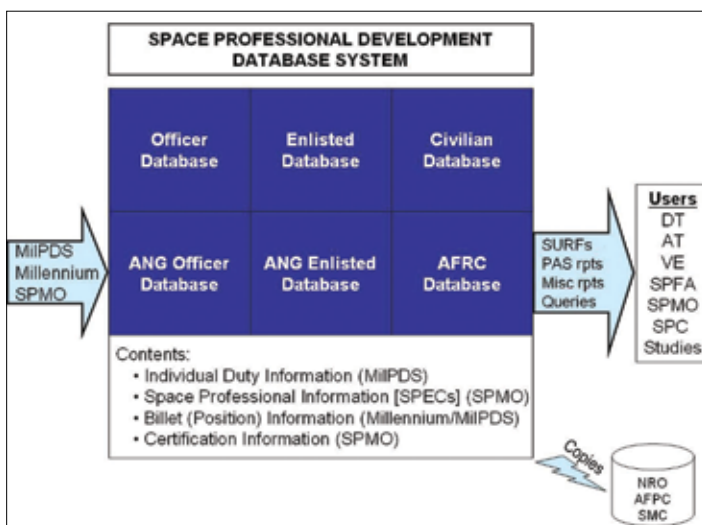 SPACE PROFESSIONAL DEVELOPMENT
DATABASE SYSTEM
Officer
Database
Enlisted
Database
Civilian
Database
ANG Officer
Database
ANG Enlisted
Database
AFRC
Database
MilPDS
Millennium
SPMO
SURFs
PAS rpts
Misc rpts
Queries
Users
DT
AT
VE
SPFA
SPMO
SPC
Studies
Contents:
• Individual Duty Information (MilPDS)
• Space Professional Information [SPECs] (SPMO)
• Billet (Position) Information (Millennium/MilPDS)
• Certification Information (SPMO)
Copies
NRO
AFPC
SMC